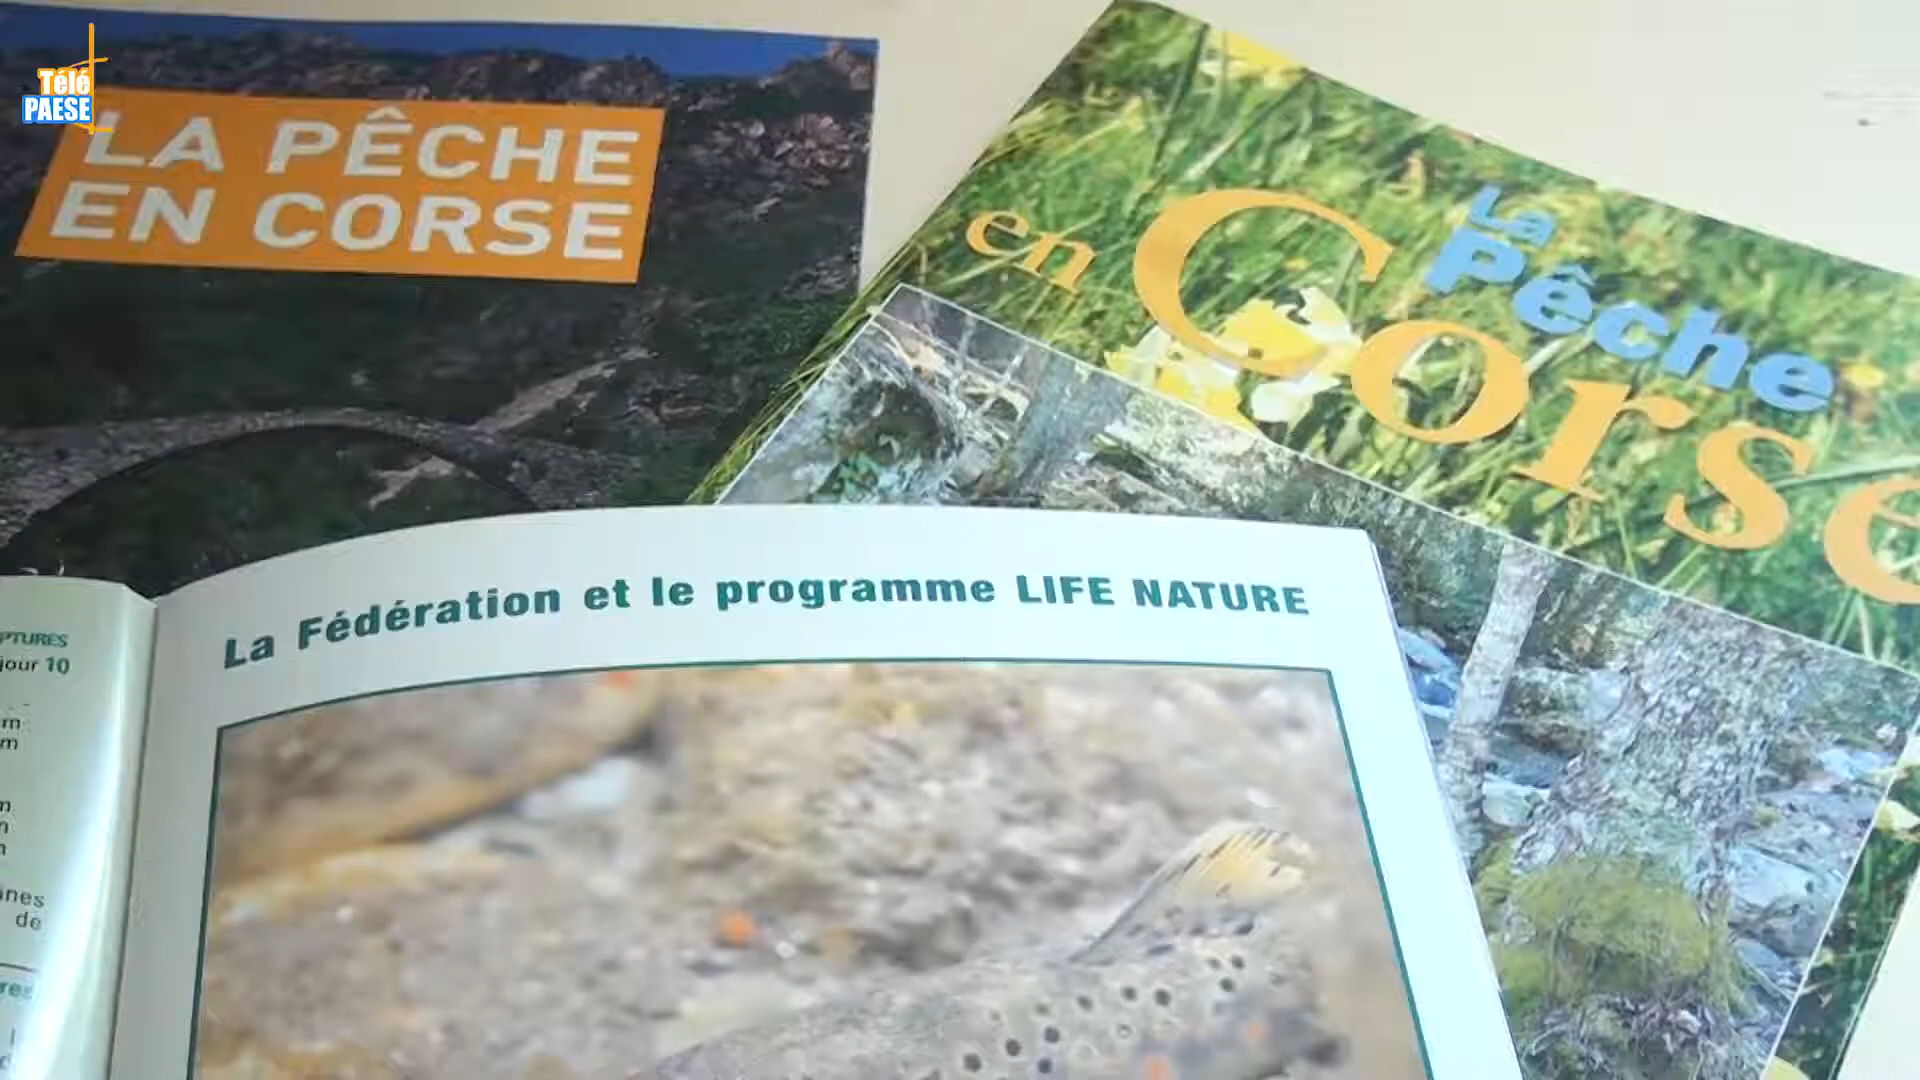 Télé
PAESE
LA PÊCHE
EN CORSE
La
Pêche
en Corse
La Fédération et le programme LIFE NATURE
jour 10
de